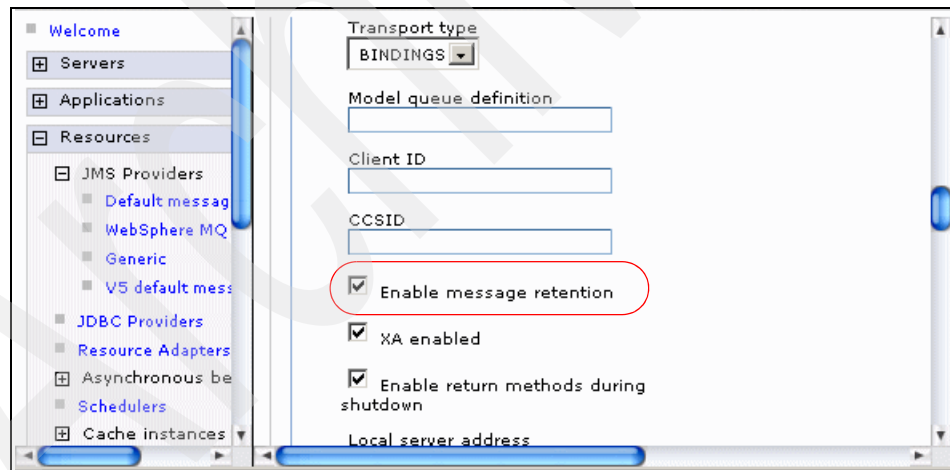 Welcome
Servers
Applications
Resources
JMS Providers
Default messag
WebSphere MQ
Generic
V5 default mess
JDBC Providers
Resource Adapters
Asynchronous be
Schedulers
Cache instances
Transport type
BINDINGS
Model queue definition
Client ID
CCSID
Enable message retention
XA enabled
Enable return methods during
shutdown
Local server address